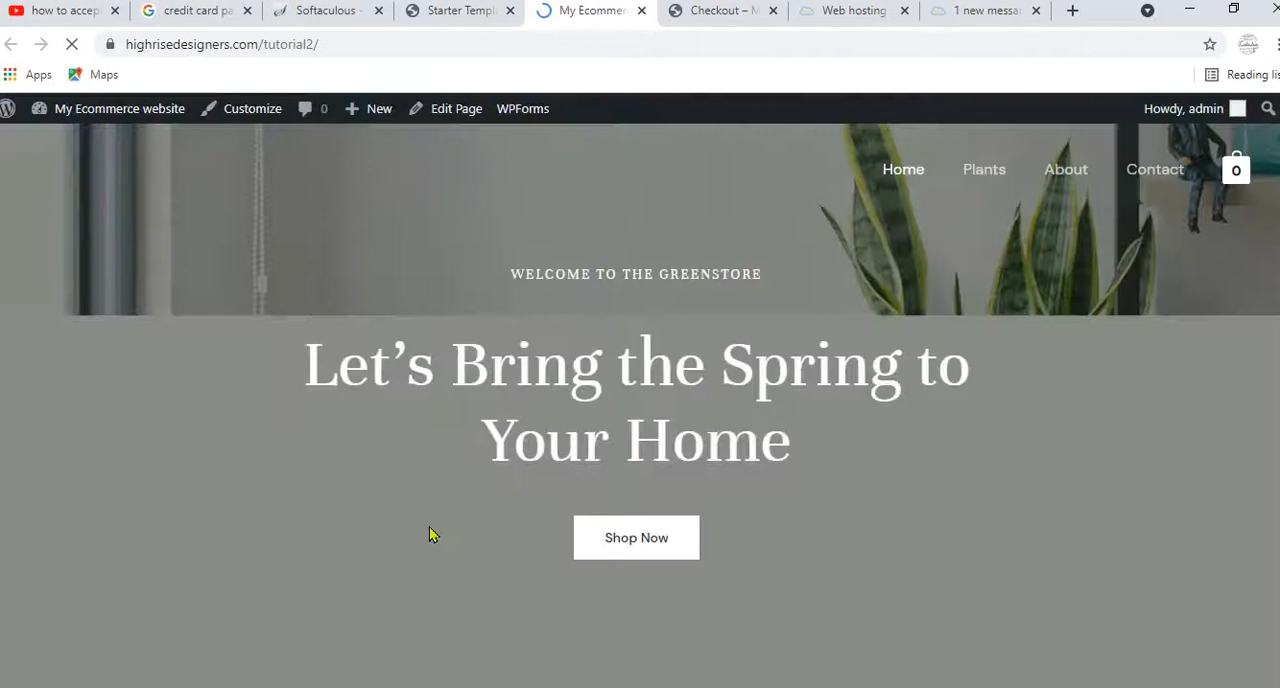 how to accep
credit card pa
Softaculous -
Starter Templ
My Ecommerc
Checkout – M
Web hosting
1 new messa
highrisedesigners.com/tutorial2/
Apps
Maps
Reading lis
My Ecommerce website
Customize
0
New
Edit Page
WPForms
Howdy, admin
Home
Plants
About
Contact
0
WELCOME TO THE GREENSTORE
Let's Bring the Spring to
Your Home
Shop Now